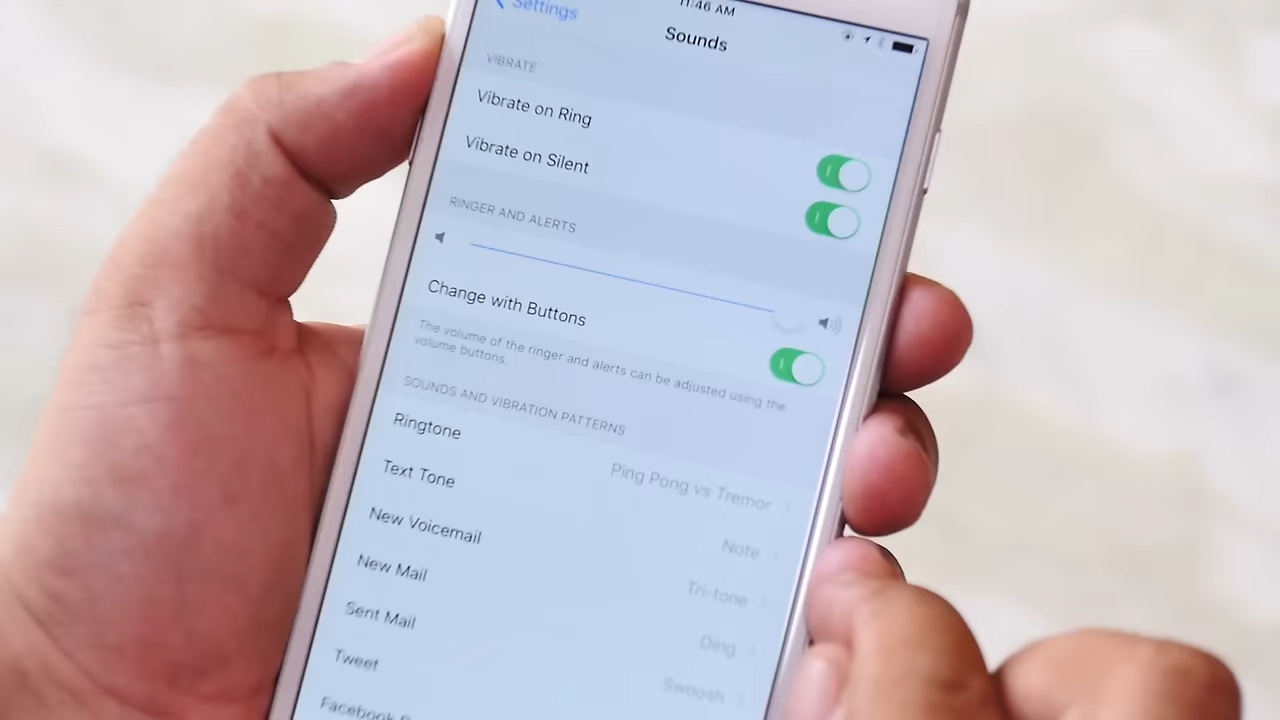 11:46 AM
Settings
Sounds
VIBRATE
Vibrate on Ring
Vibrate on Silent
RINGER AND ALERTS
Change with Buttons
The volume of the ringer and alerts can be adjusted using the
volume buttons.
SOUNDS AND VIBRATION PATTERNS
Ringtone
Ping Pong vs Tremor
Text Tone
Note
New Voicemail
Tri-tone
New Mail
Ding
Sent Mail
Swoosh
Tweet
Facebook